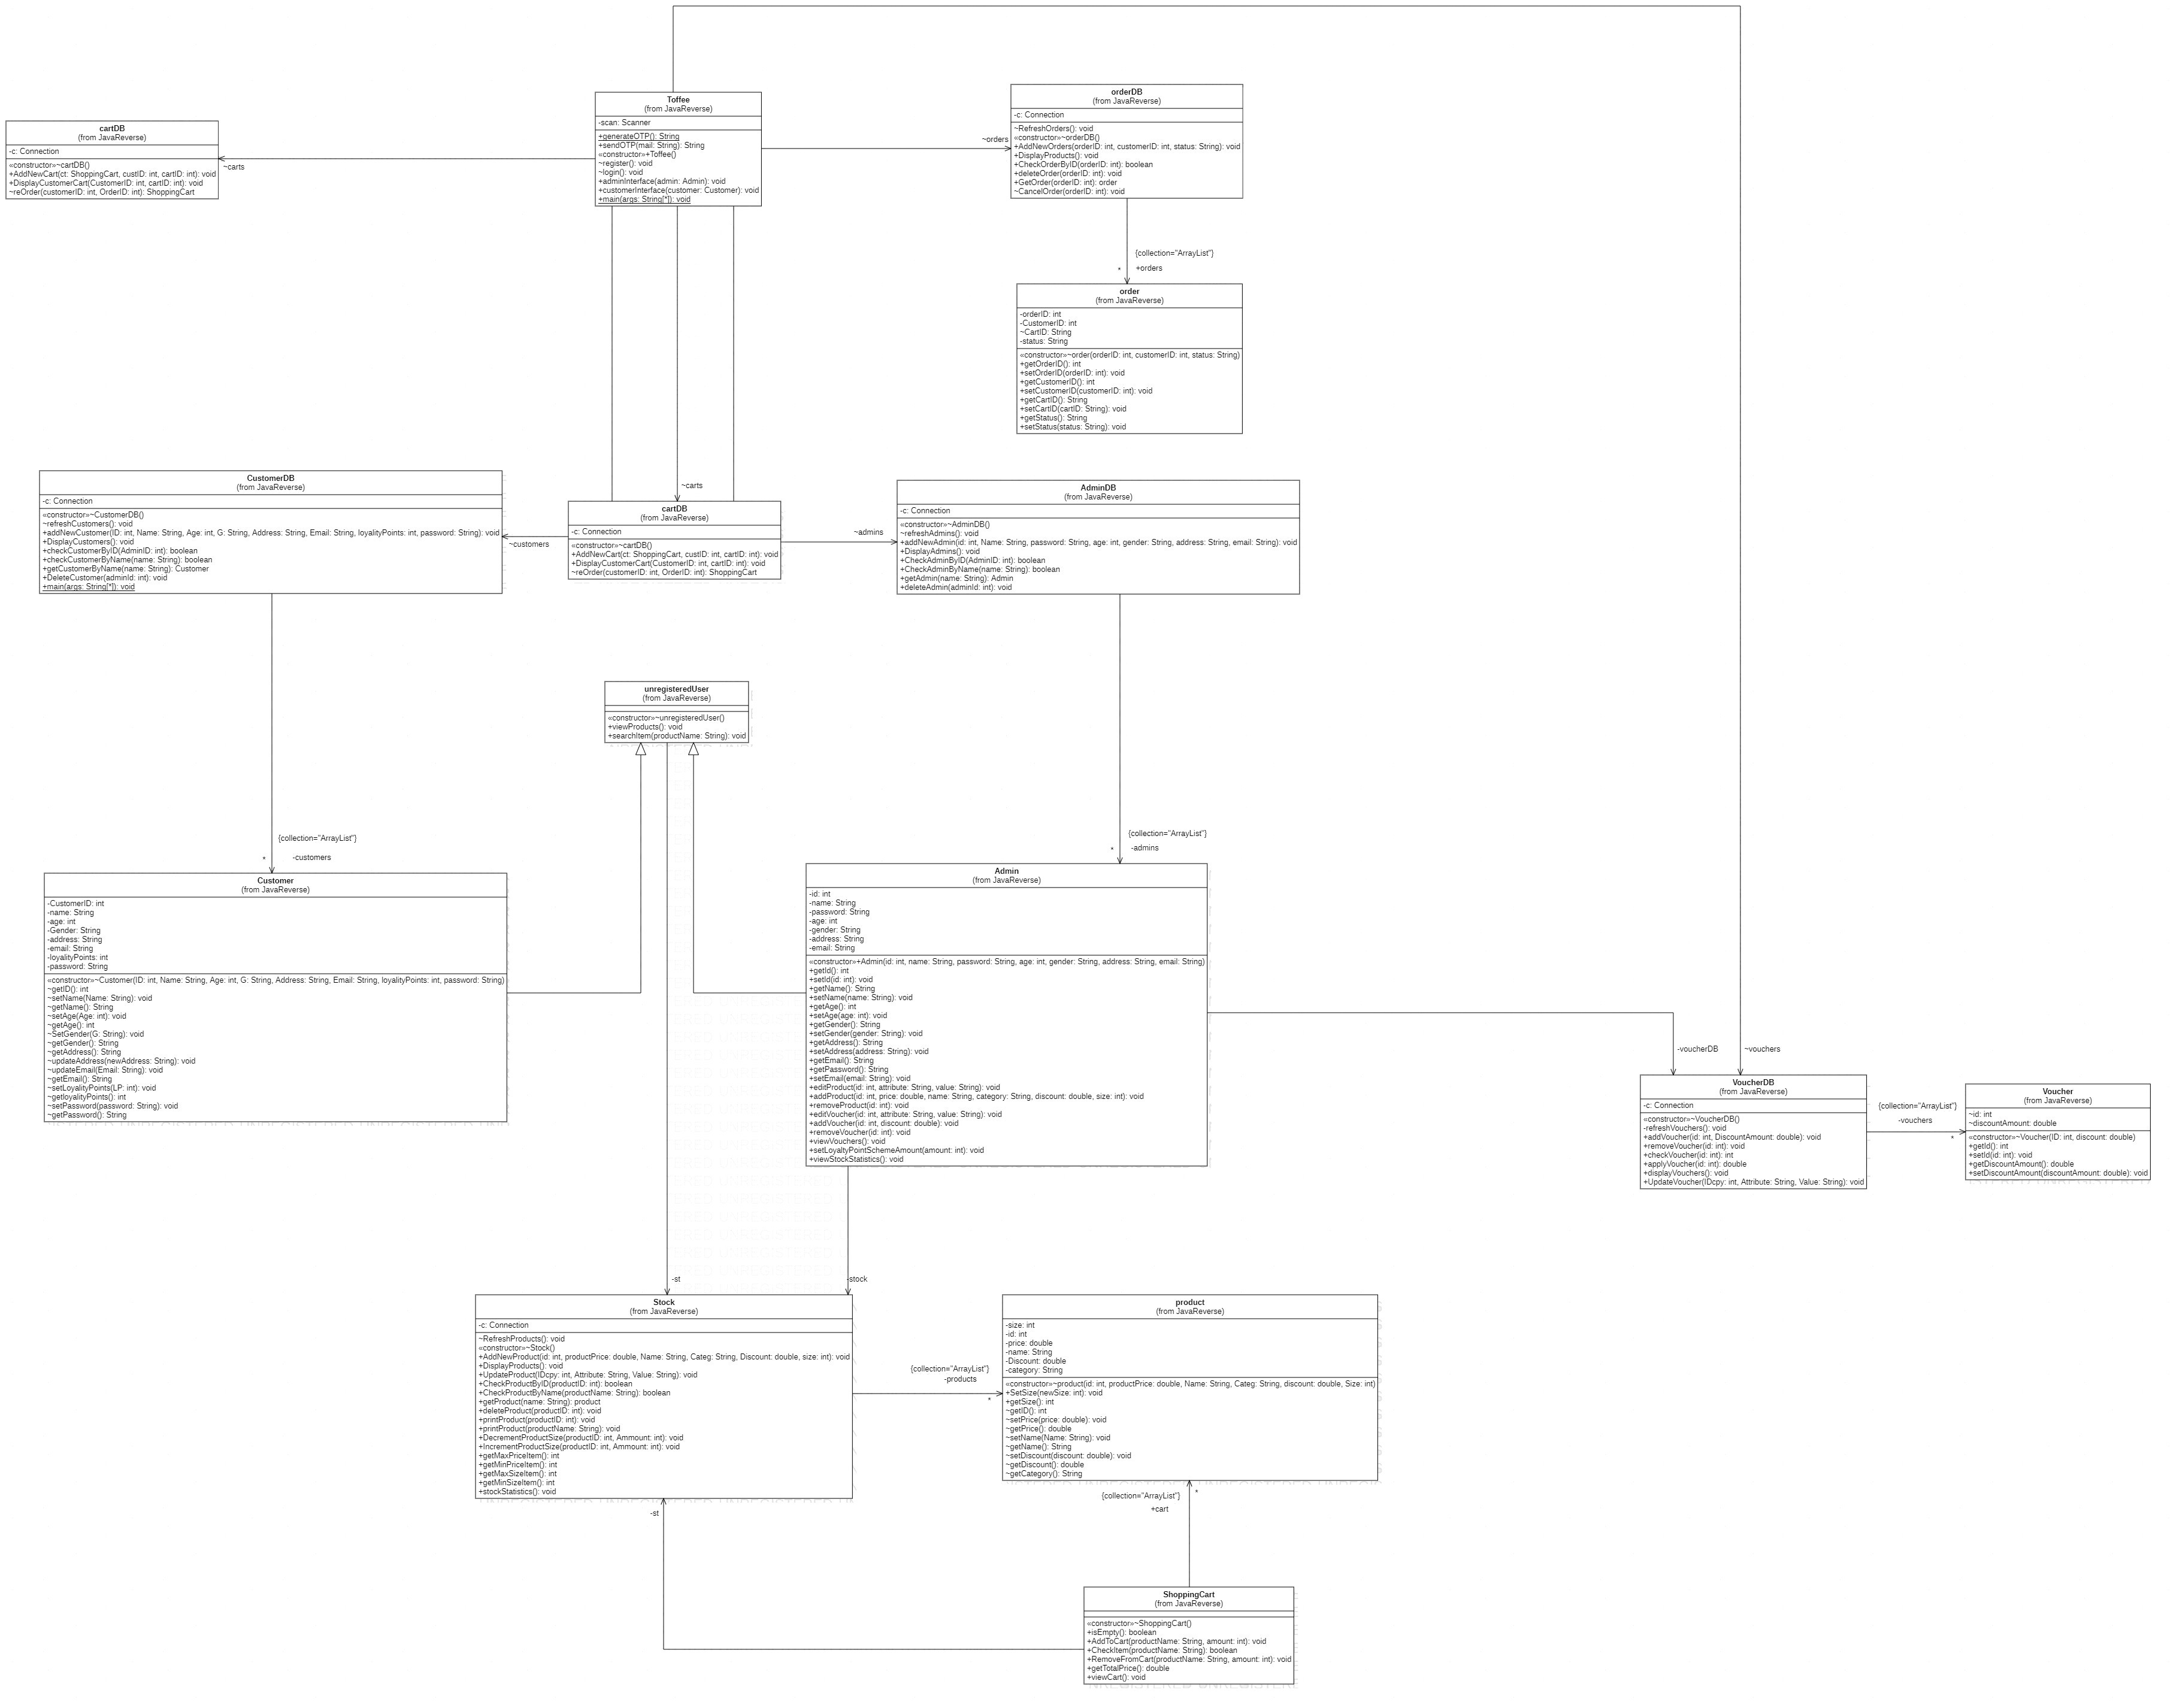 Toffee
(from JavaReverse)
-scan: Scanner
+generateOTP(): String
+sendOTP(mail: String): String
«constructor»+Toffee()
~register(): void
~login(): void
+adminInterface(admin: Admin): void
+customerInterface(customer: Customer): void
+main(args: String[*]): void
orderDB
(from JavaReverse)
-c: Connection
~RefreshOrders(): void
«constructor»~orderDB()
+AddNewOrders(orderID: int, customerID: int, status: String): void
+DisplayProducts(): void
+CheckOrderByID(orderID: int): boolean
+deleteOrder(orderID: int): void
+GetOrder(orderID: int): order
~CancelOrder(orderID: int): void
~orders
cartDB
(from JavaReverse)
-c: Connection
«constructor»~cartDB()
+AddNewCart(ct: ShoppingCart, custID: int, cartID: int): void
+DisplayCustomerCart(CustomerID: int, cartID: int): void
~reOrder(customerID: int, OrderID: int): ShoppingCart
~carts
{collection="ArrayList"}
* +orders
order
(from JavaReverse)
-orderID: int
-CustomerID: int
~CartID: String
-status: String
«constructor»~order(orderID: int, customerID: int, status: String)
+getOrderID(): int
+setOrderID(orderID: int): void
+getCustomerID(): int
+setCustomerID(customerID: int): void
+getCartID(): String
+setCartID(cartID: String): void
+getStatus(): String
+setStatus(status: String): void
CustomerDB
(from JavaReverse)
-c: Connection
«constructor»~CustomerDB()
~refreshCustomers(): void
+addNewCustomer(ID: int, Name: String, Age: int, G: String, Address: String, Email: String, loyalityPoints: int, password: String): void
+DisplayCustomers(): void
+checkCustomerByID(AdminID: int): boolean
+checkCustomerByName(name: String): boolean
+getCustomerByName(name: String): Customer
+DeleteCustomer(adminId: int): void
+main(args: String[*]): void
~carts
~customers
cartDB
(from JavaReverse)
-c: Connection
«constructor»~cartDB()
+AddNewCart(ct: ShoppingCart, custID: int, cartID: int): void
+DisplayCustomerCart(CustomerID: int, cartID: int): void
~reOrder(customerID: int, OrderID: int): ShoppingCart
~admins
AdminDB
(from JavaReverse)
-c: Connection
«constructor»~AdminDB()
~refreshAdmins(): void
+addNewAdmin(id: int, Name: String, password: String, age: int, gender: String, address: String, email: String): void
+DisplayAdmins(): void
+CheckAdminByID(AdminID: int): boolean
+CheckAdminByName(name: String): boolean
+getAdmin(name: String): Admin
+deleteAdmin(adminId: int): void
unregisteredUser
(from JavaReverse)
«constructor»~unregisteredUser()
+viewProducts(): void
+searchItem(productName: String): void
{collection="ArrayList"}
* -customers
{collection="ArrayList"}
* -admins
Customer
(from JavaReverse)
-CustomerID: int
-name: String
-age: int
-Gender: String
-address: String
-email: String
-loyalityPoints: int
-password: String
«constructor»~Customer(ID: int, Name: String, Age: int, G: String, Address: String, Email: String, loyalityPoints: int, password: String)
~getID(): int
~setName(Name: String): void
~getName(): String
~setAge(Age: int): void
~getAge(): int
~SetGender(G: String): void
~getGender(): String
~getAddress(): String
~updateAddress(newAddress: String): void
~updateEmail(Email: String): void
~getEmail(): String
~setLoyalityPoints(LP: int): void
~getloyalityPoints(): int
~setPassword(password: String): void
~getPassword(): String
Admin
(from JavaReverse)
-id: int
-name: String
-password: String
-age: int
-gender: String
-address: String
-email: String
«constructor»+Admin(id: int, name: String, password: String, age: int, gender: String, address: String, email: String)
+getId(): int
+setId(id: int): void
+getName(): String
+setName(name: String): void
+getAge(): int
+setAge(age: int): void
+getGender(): String
+setGender(gender: String): void
+getAddress(): String
+setAddress(address: String): void
+getEmail(): String
+getPassword(): String
+setEmail(email: String): void
+editProduct(id: int, attribute: String, value: String): void
+addProduct(id: int, price: double, name: String, category: String, discount: double, size: int): void
+removeProduct(id: int): void
+editVoucher(id: int, attribute: String, value: String): void
+addVoucher(id: int, discount: double): void
+removeVoucher(id: int): void
+viewVouchers(): void
+setLoyaltyPointSchemeAmount(amount: int): void
+viewStockStatistics(): void
-voucherDB
~vouchers
VoucherDB
(from JavaReverse)
-c: Connection
«constructor»~VoucherDB()
-refreshVouchers(): void
+addVoucher(id: int, DiscountAmount: double): void
+removeVoucher(id: int): void
+checkVoucher(id: int): int
+applyVoucher(id: int): double
+displayVouchers(): void
+UpdateVoucher(IDcpy: int, Attribute: String, Value: String): void
{collection="ArrayList"}
-vouchers
*
Voucher
(from JavaReverse)
~id: int
~discountAmount: double
«constructor»~Voucher(ID: int, discount: double)
+getId(): int
+setId(id: int): void
+getDiscountAmount(): double
+setDiscountAmount(discountAmount: double): void
-st
-stock
Stock
(from JavaReverse)
-c: Connection
~RefreshProducts(): void
«constructor»~Stock()
+AddNewProduct(id: int, productPrice: double, Name: String, Categ: String, Discount: double, size: int): void
+DisplayProducts(): void
+UpdateProduct(IDcpy: int, Attribute: String, Value: String): void
+CheckProductByID(productID: int): boolean
+CheckProductByName(productName: String): boolean
+getProduct(name: String): product
+deleteProduct(productID: int): void
+printProduct(productID: int): void
+printProduct(productName: String): void
+DecrementProductSize(productID: int, Ammount: int): void
+IncrementProductSize(productID: int, Ammount: int): void
+getMaxPriceItem(): int
+getMinPriceItem(): int
+getMaxSizeItem(): int
+getMinSizeItem(): int
+stockStatistics(): void
{collection="ArrayList"}
-products
*
product
(from JavaReverse)
-size: int
-id: int
-price: double
-name: String
-Discount: double
-category: String
«constructor»~product(id: int, productPrice: double, Name: String, Categ: String, discount: double, Size: int)
+SetSize(newSize: int): void
+getSize(): int
~getID(): int
~setPrice(price: double): void
~getPrice(): double
~setName(Name: String): void
~getName(): String
~setDiscount(discount: double): void
~getDiscount(): double
~getCategory(): String
{collection="ArrayList"} *
+cart
-st
ShoppingCart
(from JavaReverse)
«constructor»~ShoppingCart()
+isEmpty(): boolean
+AddToCart(productName: String, amount: int): void
+CheckItem(productName: String): boolean
+RemoveFromCart(productName: String, amount: int): void
+getTotalPrice(): double
+viewCart(): void